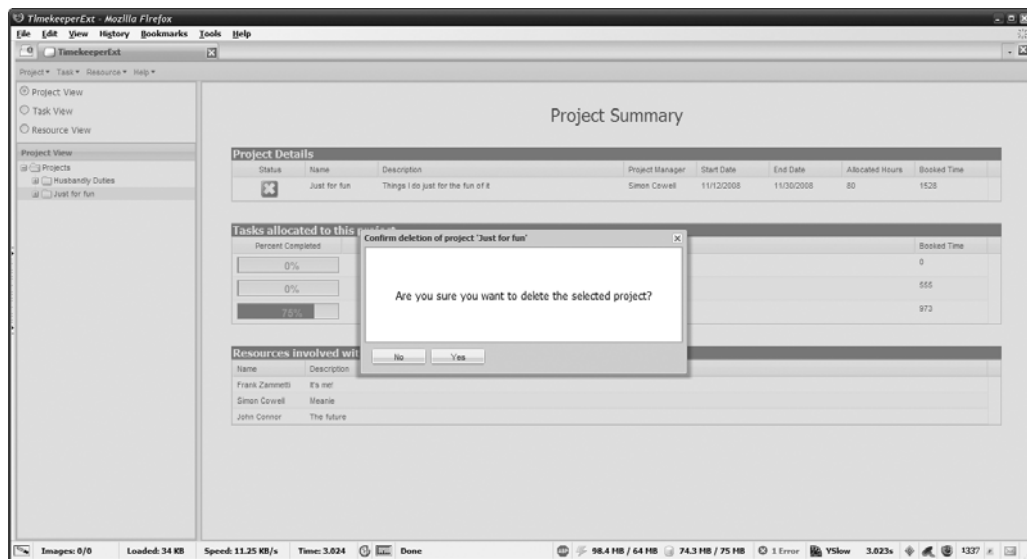 TimekeeperExt - Mozilla Firefox
File Edit View History Bookmarks Tools Help
TimekeeperExt
Project Task Resource Help
Project View
Task View
Resource View
Project View
Projects
Husbandly Duties
Just for fun
Project Summary
Project Details
Status Name Description Project Manager Start Date End Date Allocated Hours Booked Time
Just for fun Things I do just for the fun of it Simon Cowell 11/12/2008 11/30/2008 80 1528
Tasks allocated to this project
Percent Completed Booked Time
0% 0
0% 555
75% 973
Confirm deletion of project 'Just for fun'
Are you sure you want to delete the selected project?
No Yes
Resources involved wit
Name Description
Frank Zammetti It's me!
Simon Cowell Meanie
John Connor The future
Images: 0/0 Loaded: 34 KB Speed: 11.25 KB/s Time: 3.024 Done 98.4 MB / 64 MB 74.3 MB / 75 MB 1 Error YSlow 3.023s 1337